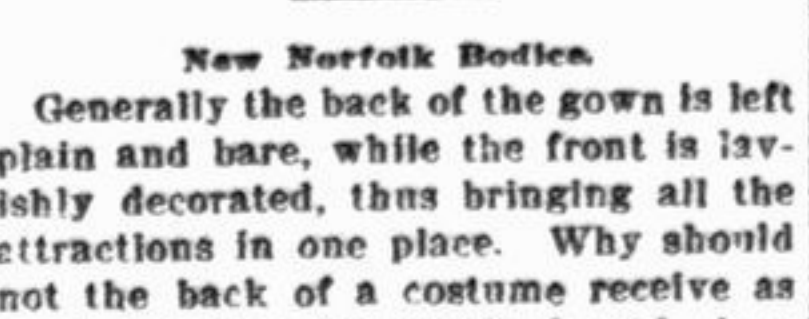 New Norfolk Bodice.
Generally the back of the gown is left
plain and bare, while the front is lav-
ishly decorated, thus bringing all the
attractions in one place. Why should
not the back of a costume receive as